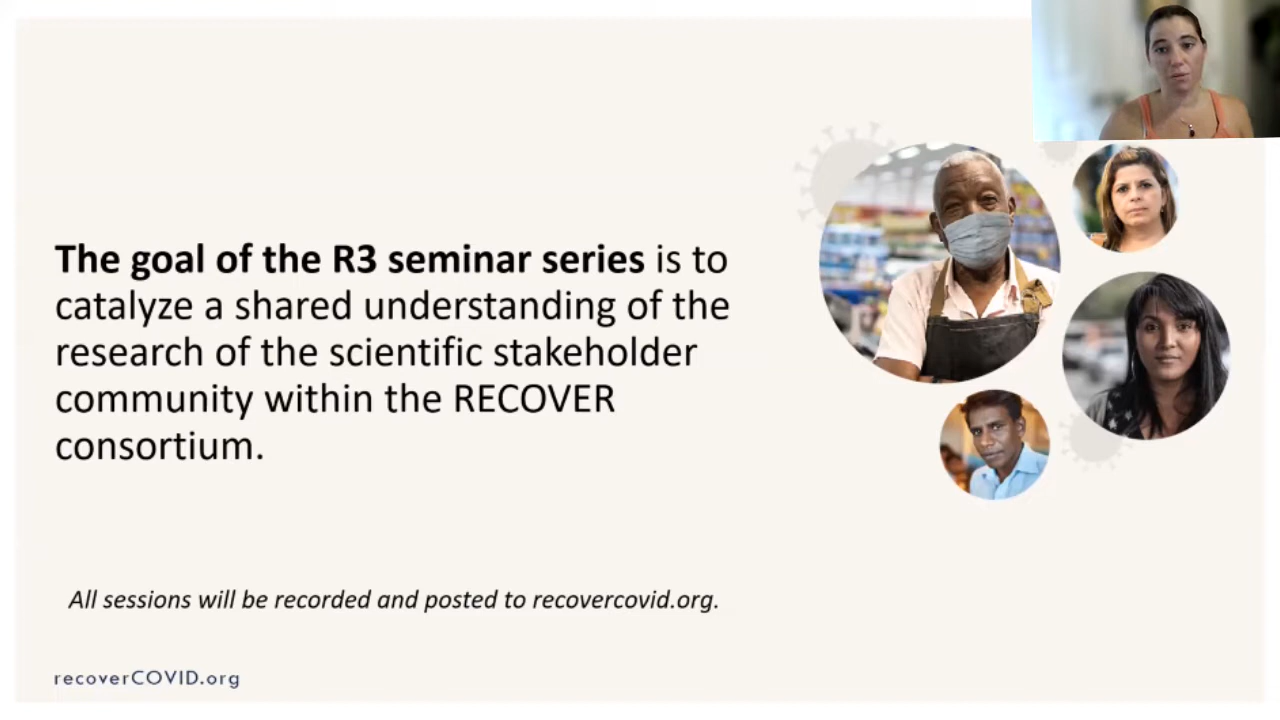 The goal of the R3 seminar series is to
catalyze a shared understanding of the
research of the scientific stakeholder
community within the RECOVER
consortium.
All sessions will be recorded and posted to recovercovid.org.
recoverCOVID.org